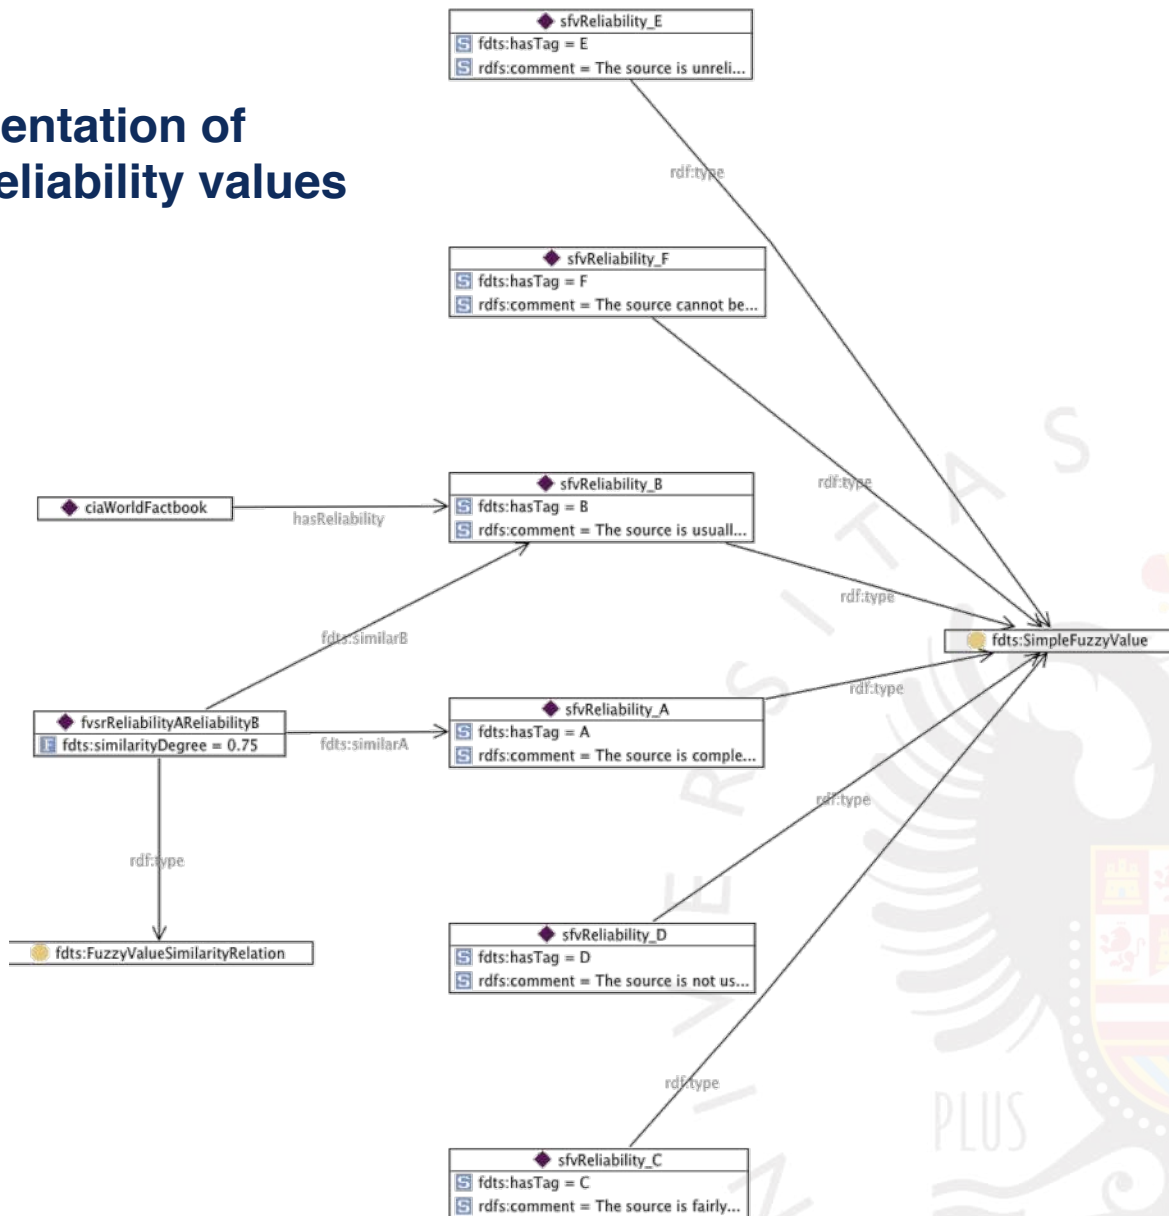 sfvReliability_E
fdts:hasTag = E
rdfs:comment = The source is unreli...
entation of
eliability values
rdf:type
sfvReliability_F
fdts:hasTag = F
rdfs:comment = The source cannot be...
rdf:type
sfvReliability_B
fdts:hasTag = B
rdfs:comment = The source is usuall...
ciaWorldFactbook
hasReliability
rdf:type
fdts:similarB
fdts:SimpleFuzzyValue
rdf:type
fvsrReliabilityAReliabilityB
fdts:similarityDegree = 0.75
fdts:similarA
sfvReliability_A
fdts:hasTag = A
rdfs:comment = The source is comple...
rdf:type
rdf:type
fdts:FuzzyValueSimilarityRelation
sfvReliability_D
fdts:hasTag = D
rdfs:comment = The source is not us...
rdf:type
sfvReliability_C
fdts:hasTag = C
rdfs:comment = The source is fairly...
NIVERSITAS
PLUS